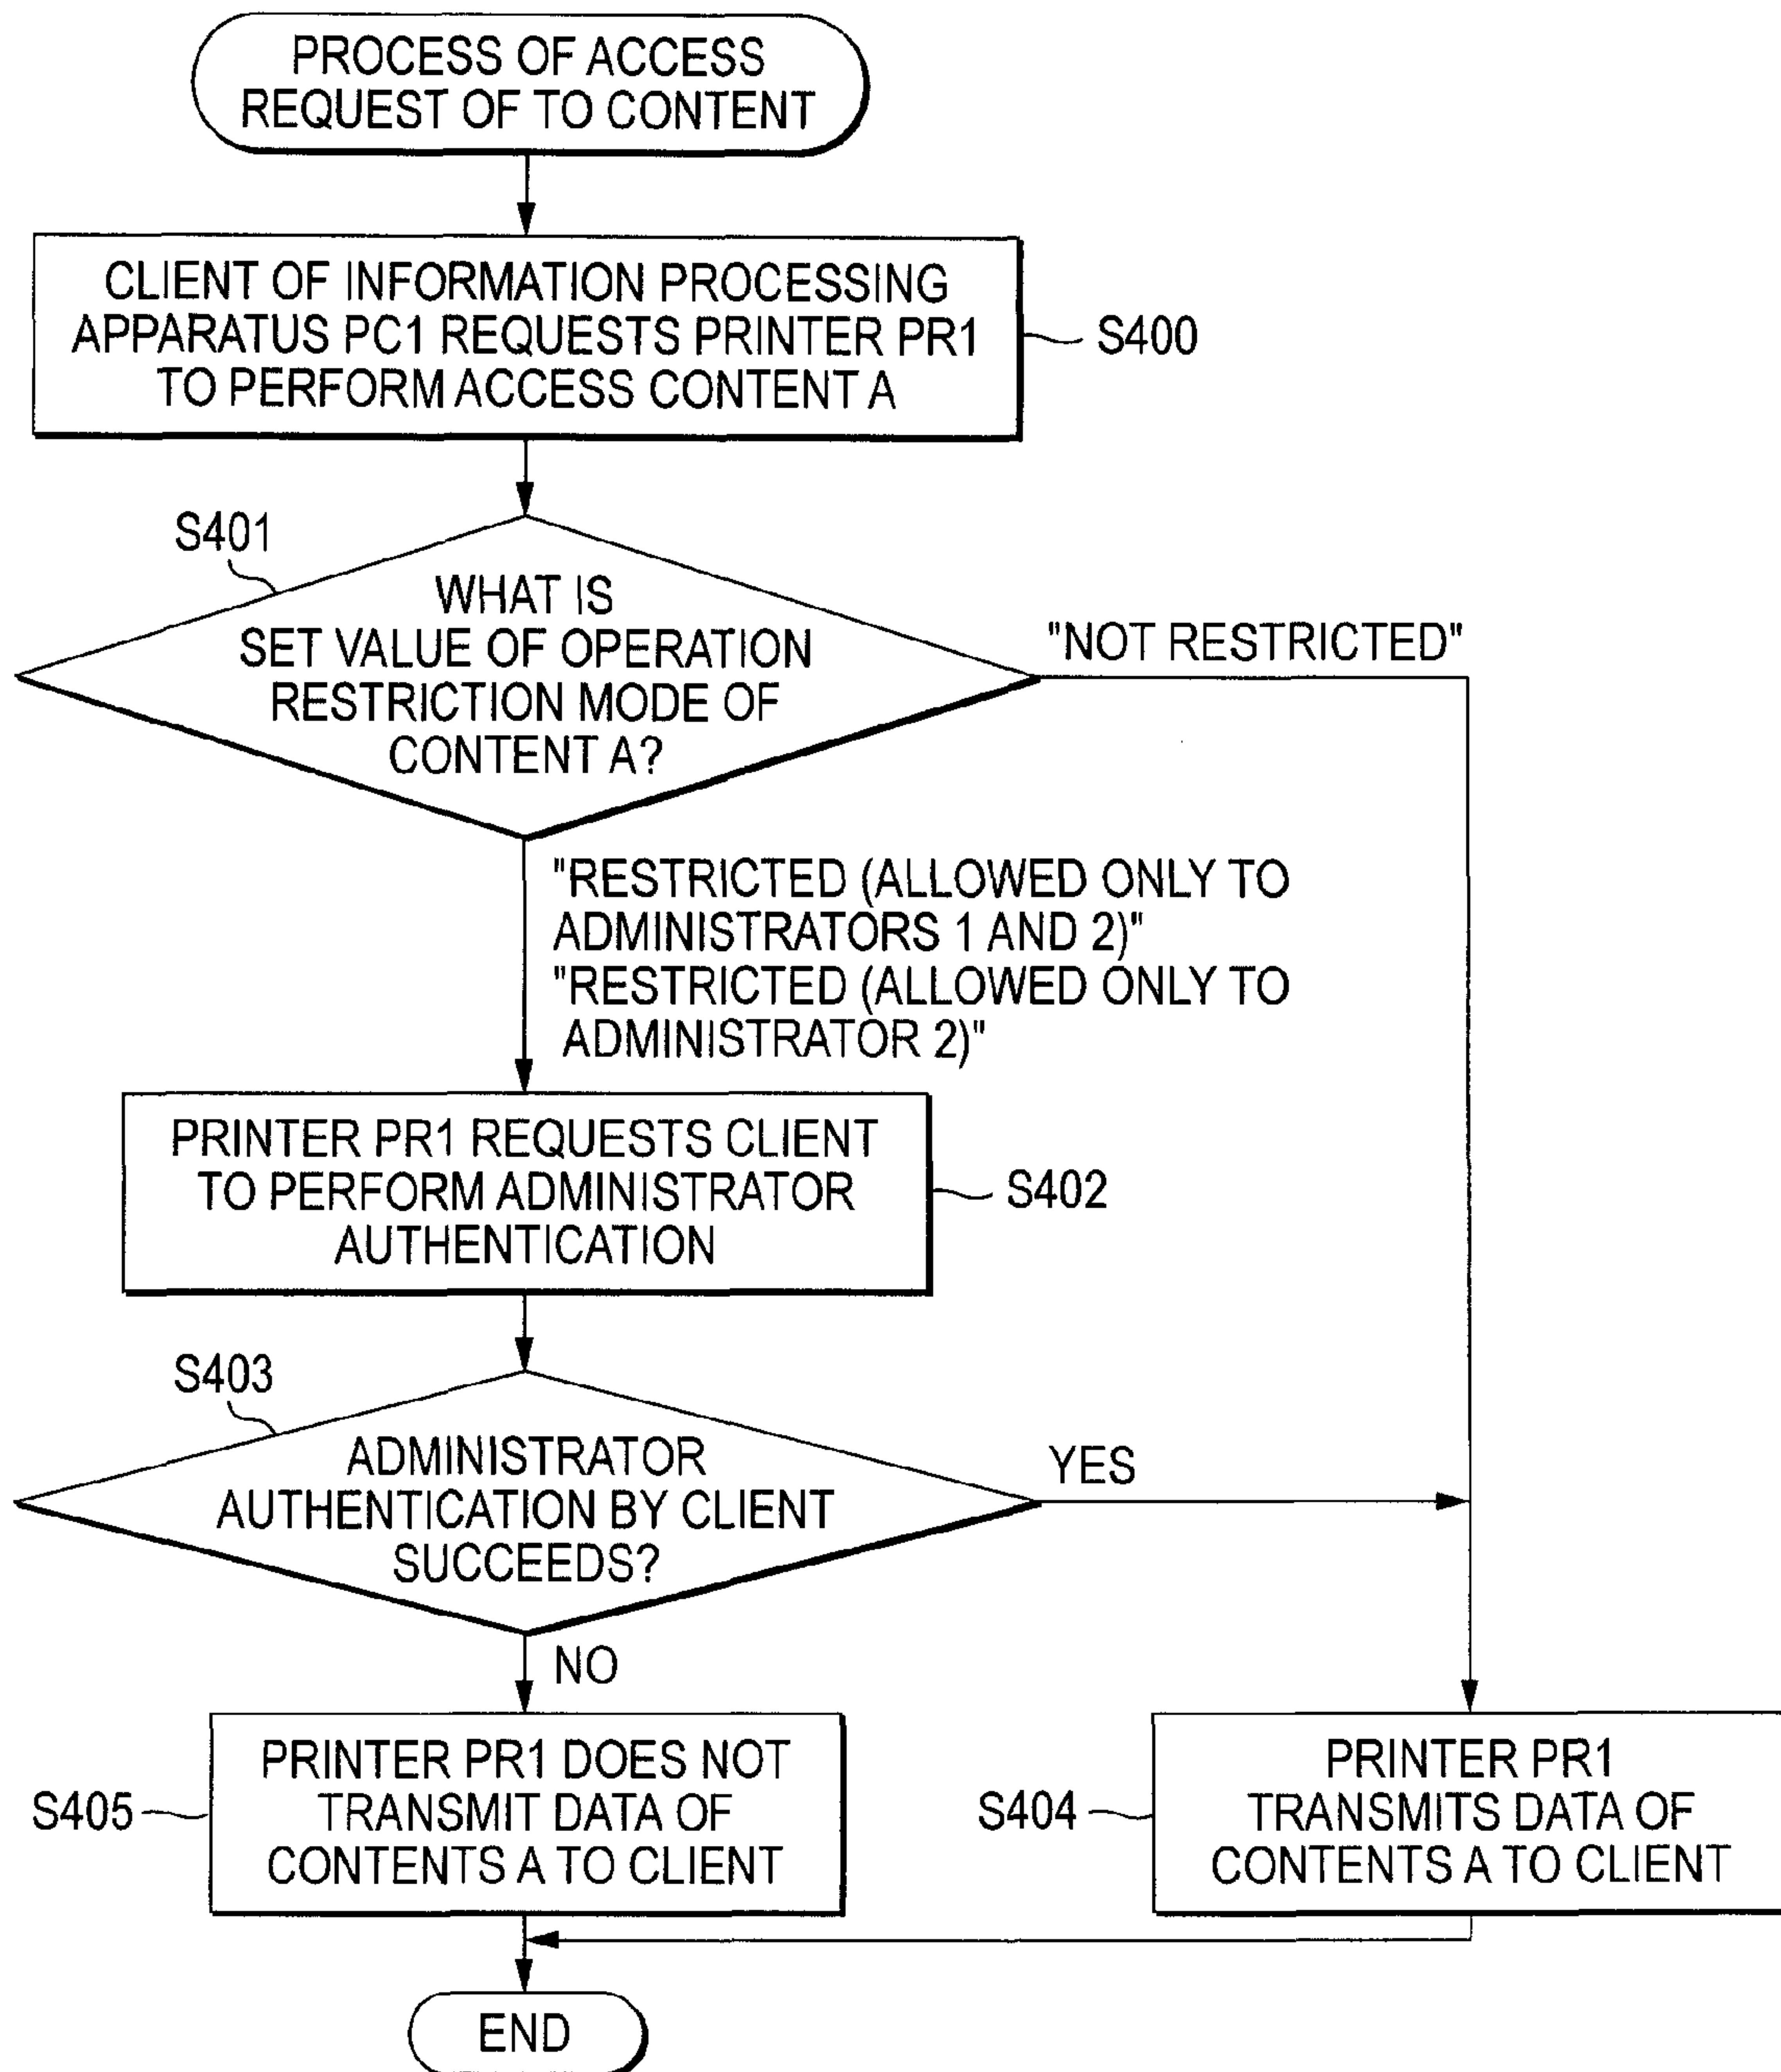 PROCESS OF ACCESS
REQUEST OF TO CONTENT
CLIENT OF INFORMATION PROCESSING
APPARATUS PC1 REQUESTS PRINTER PR1
TO PERFORM ACCESS CONTENT A
S400
S401
WHAT IS
SET VALUE OF OPERATION
RESTRICTION MODE OF
CONTENT A?
"NOT RESTRICTED"
"RESTRICTED (ALLOWED ONLY TO
ADMINISTRATORS 1 AND 2)"
"RESTRICTED (ALLOWED ONLY TO
ADMINISTRATOR 2)"
PRINTER PR1 REQUESTS CLIENT
TO PERFORM ADMINISTRATOR
AUTHENTICATION
S402
S403
ADMINISTRATOR
AUTHENTICATION BY CLIENT
SUCCEEDS?
YES
NO
S405
PRINTER PR1 DOES NOT
TRANSMIT DATA OF
CONTENTS A TO CLIENT
S404
PRINTER PR1
TRANSMITS DATA OF
CONTENTS A TO CLIENT
END